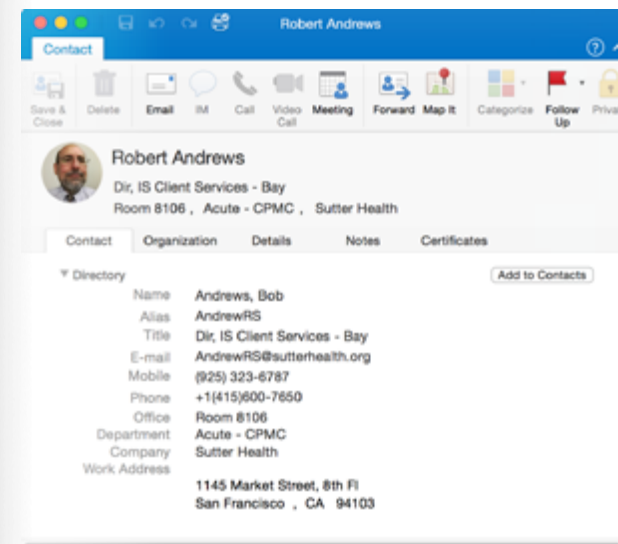 Robert Andrews
Contact
Save & Close
Delete
Email
IM
Call
Video Call
Meeting
Forward
Map It
Categorize
Follow Up
Priva
Robert Andrews
Dir, IS Client Services - Bay
Room 8106 , Acute - CPMC , Sutter Health
Contact Organization Details Notes Certificates
Directory
Add to Contacts
Name Andrews, Bob
Alias AndrewRS
Title Dir, IS Client Services - Bay
E-mail AndrewRS@sutterhealth.org
Mobile (925) 323-6787
Phone +1(415)600-7650
Office Room 8106
Department Acute - CPMC
Company Sutter Health
Work Address
1145 Market Street, 8th Fl
San Francisco , CA 94103